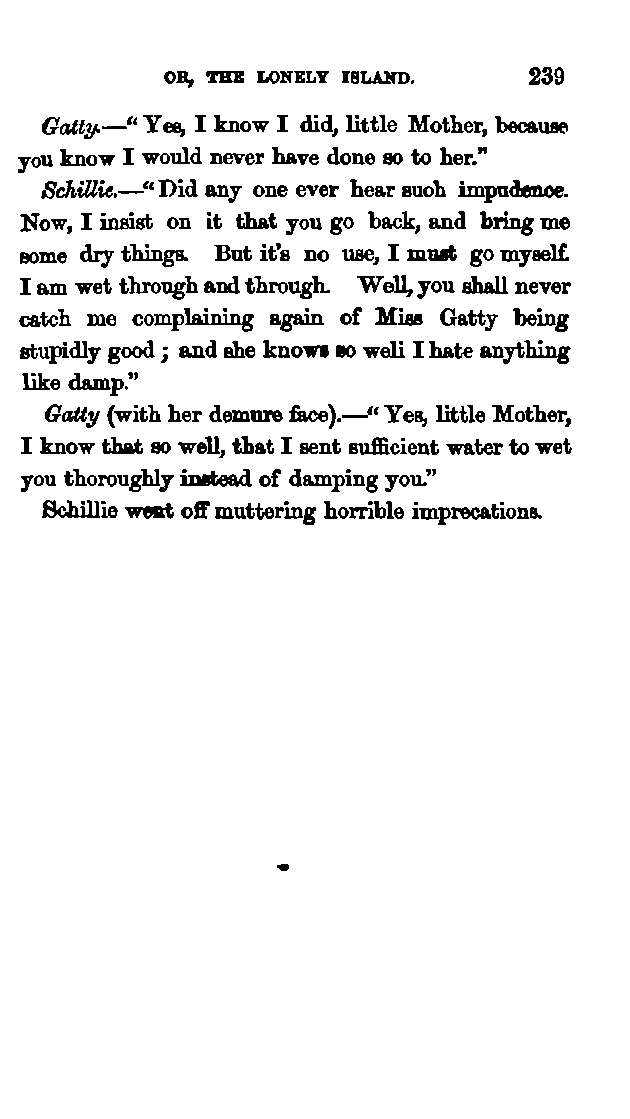 OR, THE LONELY ISLAND. 239
Gatty.—“Yes, I know I did, little Mother, because
you know I would never have done so to her.”
Schillie.—“Did any one ever hear such impudence.
Now, I insist on it that you go back, and bring me
some dry things. But it's no use, I must go myself.
I am wet through and through. Well, you shall never
catch me complaining again of Miss Gatty being
stupidly good; and she knows so well I hate anything
like damp.”
Gatty (with her demure face).—“Yes, little Mother,
I know that so well, that I sent sufficient water to wet
you thoroughly instead of damping you.”
Schillie went off muttering horrible imprecations.